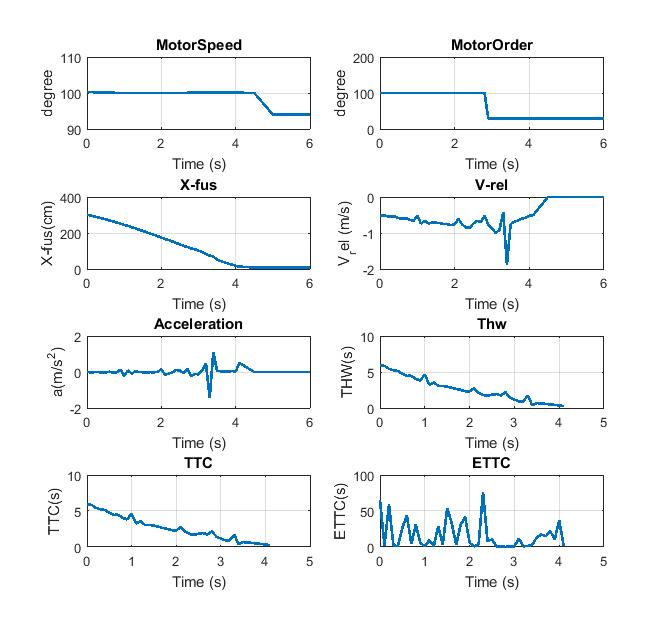 MotorSpeed
110
100
90
degree
0 2 4 6
Time (s)
MotorOrder
200
100
0
degree
0 2 4 6
Time (s)
X-fus
400
200
0
X-fus(cm)
0 2 4 6
Time (s)
V-rel
0
-1
-2
V_rel (m/s)
0 2 4 6
Time (s)
Acceleration
2
0
-2
a(m/s²)
0 2 4 6
Time (s)
Thw
10
5
0
THW(s)
0 1 2 3 4 5
Time (s)
TTC
10
5
0
TTC(s)
0 1 2 3 4 5
Time (s)
ETTC
100
50
0
ETTC(s)
0 1 2 3 4 5
Time (s)